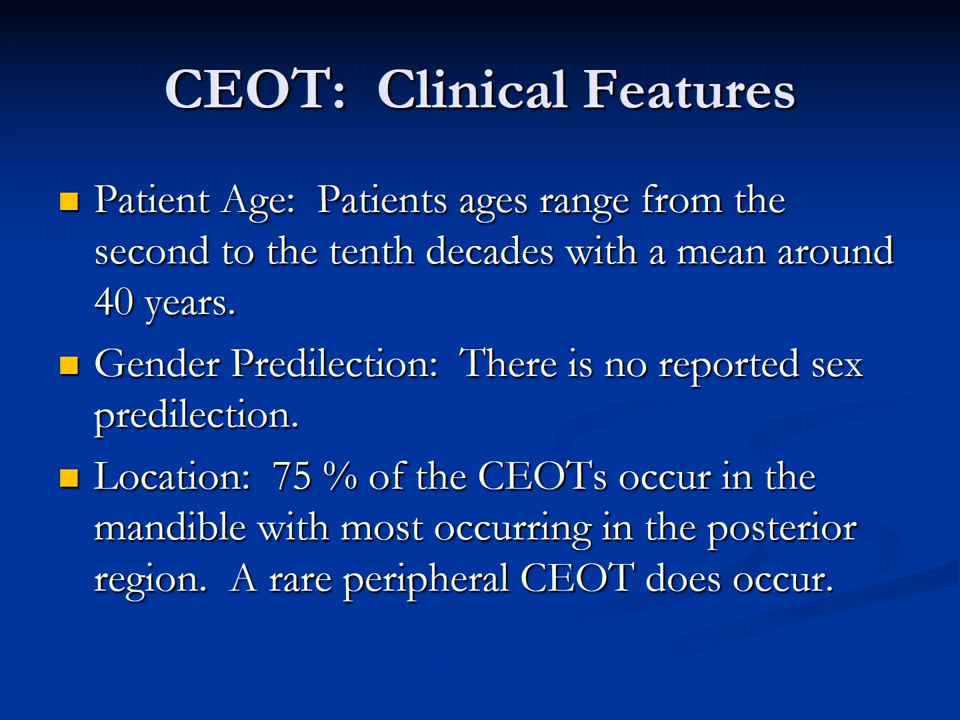 CEOT:  Clinical Features
Patient Age:  Patients ages range from the
second to the tenth decades with a mean around
40 years.
Gender Predilection:  There is no reported sex
predilection.
Location:  75 % of the CEOTs occur in the
mandible with most occurring in the posterior
region.  A rare peripheral CEOT does occur.